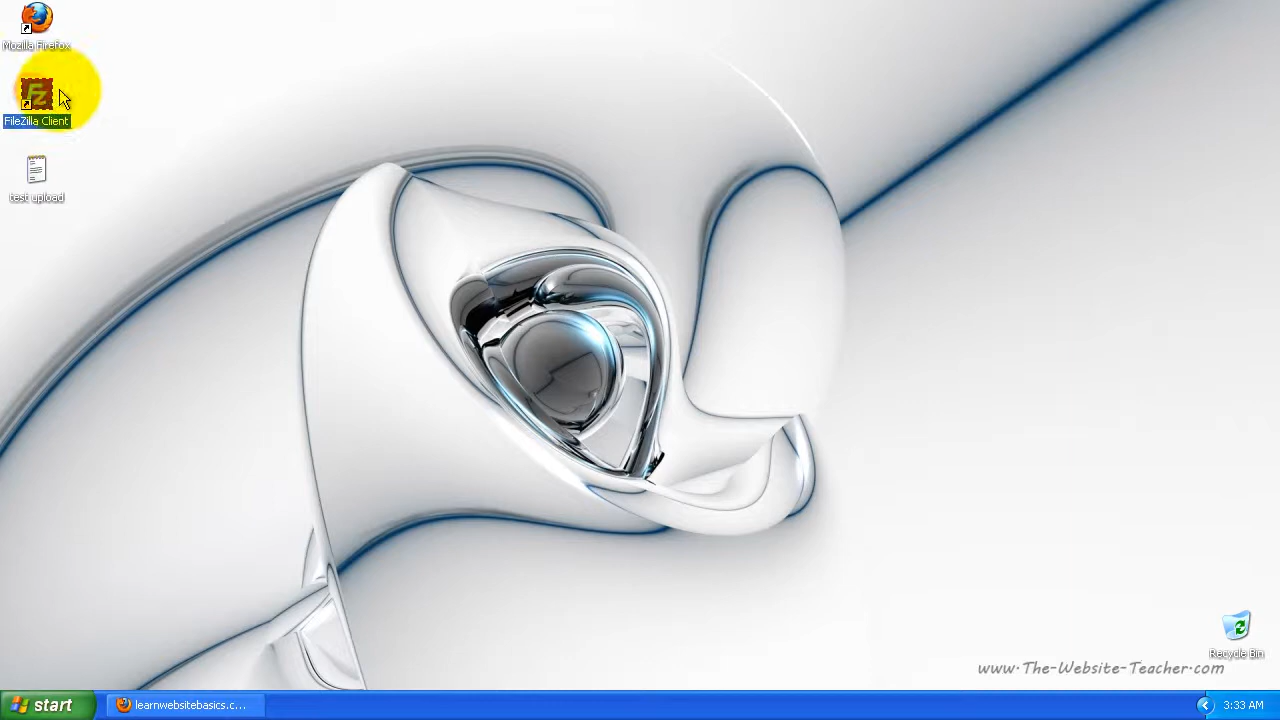 Mozilla Firefox
FileZilla Client
test upload
Recycle Bin
www.The-Website-Teacher.com
start
learnwebsitebasics.c...
3:33 AM